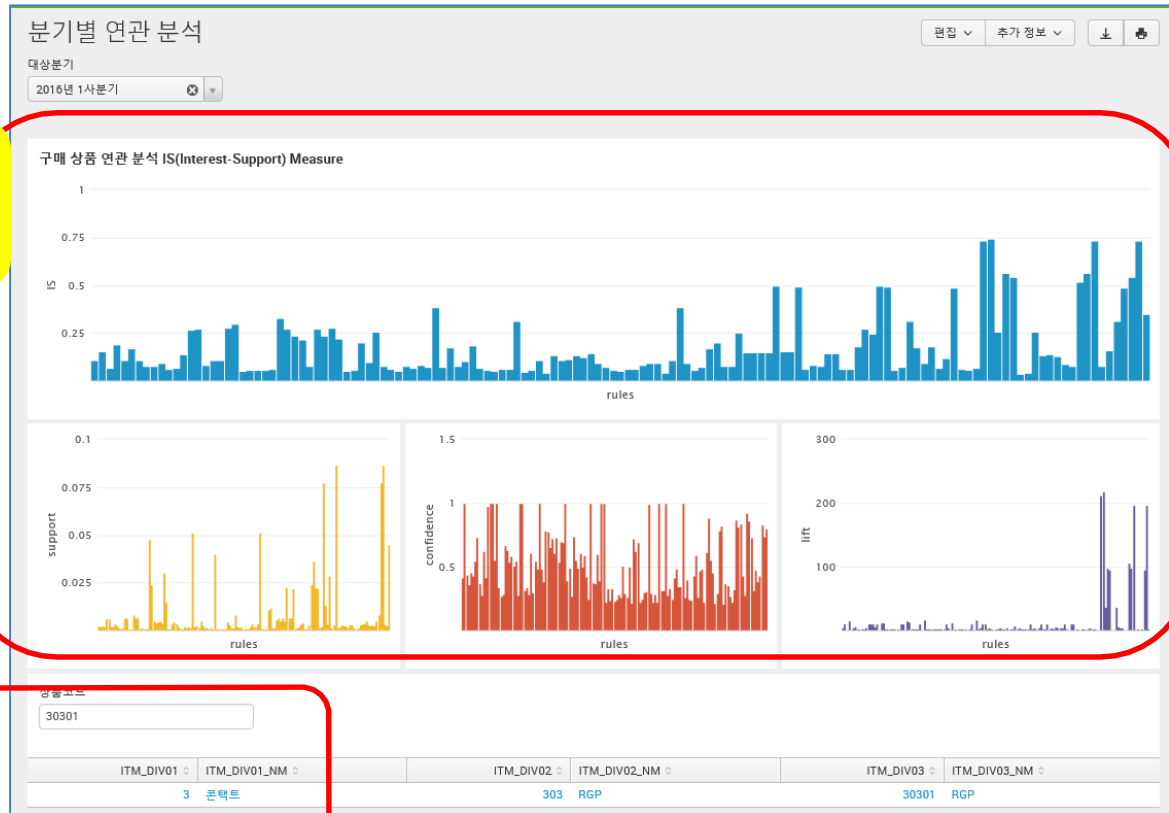 분기별 연관 분석
편집 추가 정보
대상분기
2016년 1사분기
구매 상품 연관 분석 IS(Interest-Support) Measure
1
0.75
0.5
0.25
IS
rules
0.1
0.075
0.05
0.025
support
rules
1.5
1
0.5
confidence
rules
300
200
100
lift
rules
상품코드
30301
ITM_DIV01 ITM_DIV01_NM ITM_DIV02 ITM_DIV02_NM ITM_DIV03 ITM_DIV03_NM
3 콘택트 303 RGP 30301 RGP